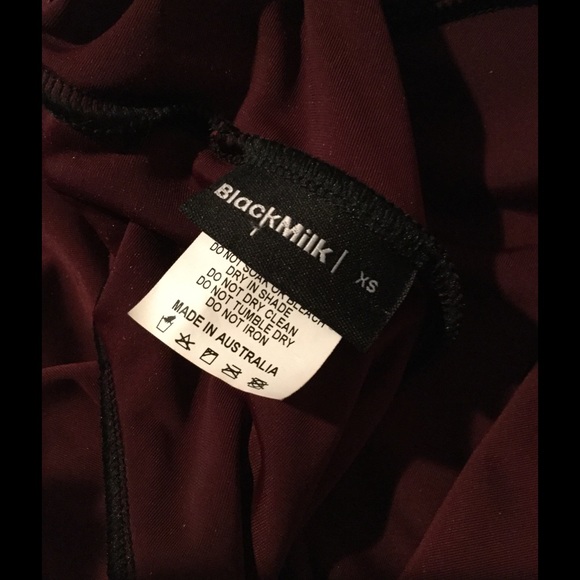 BlackMilk
XS
DO NOT SOAK OR BLEACH
DRY IN SHADE
DO NOT DRY CLEAN
DO NOT TUMBLE DRY
DO NOT IRON
MADE IN AUSTRALIA